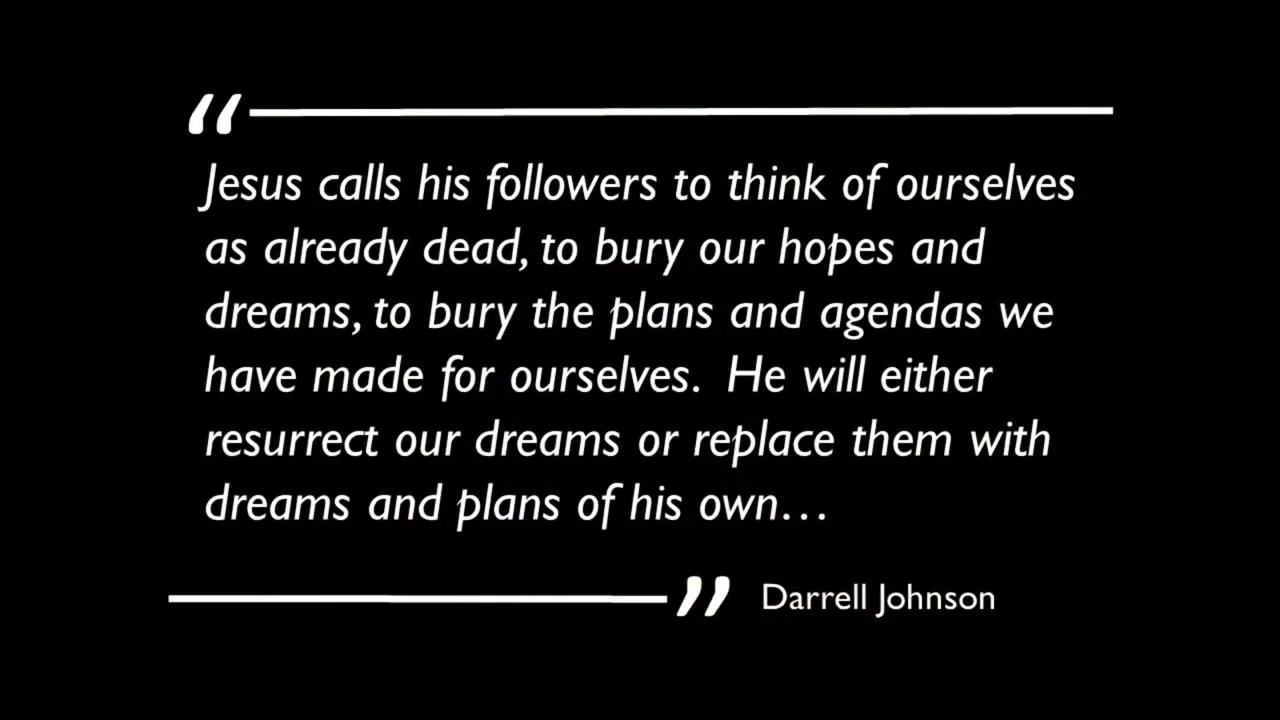 “
Jesus calls his followers to think of ourselves
as already dead, to bury our hopes and
dreams, to bury the plans and agendas we
have made for ourselves.  He will either
resurrect our dreams or replace them with
dreams and plans of his own…
” Darrell Johnson